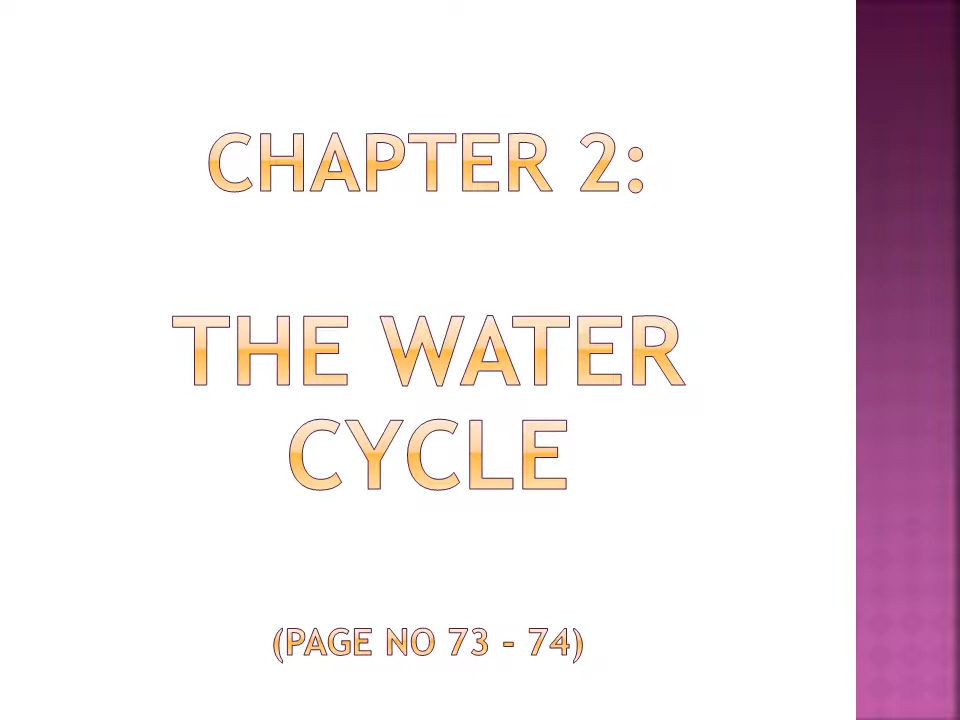 CHAPTER 2:
THE WATER
CYCLE
(PAGE NO 73 - 74)